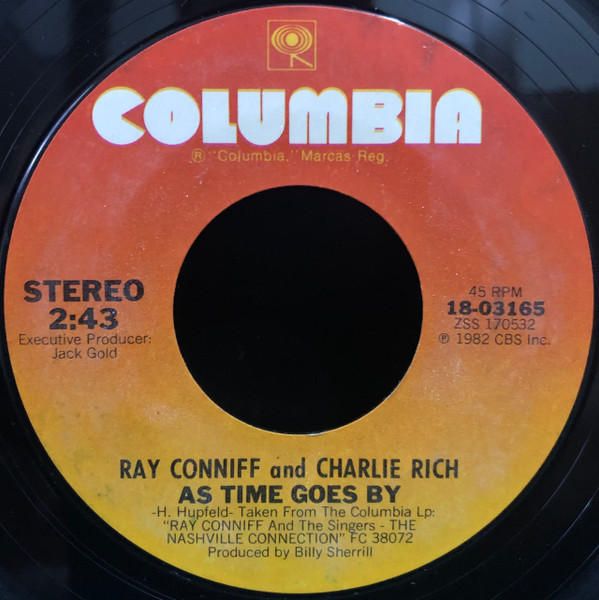 COLUMBIA
® "Columbia," Marcas Reg.
STEREO
2:43
Executive Producer:
Jack Gold
45 RPM
18-03165
ZSS 170532
℗ 1982 CBS Inc.
RAY CONNIFF and CHARLIE RICH
AS TIME GOES BY
-H. Hupfeld- Taken From The Columbia Lp:
"RAY CONNIFF And The Singers - THE
NASHVILLE CONNECTION" FC 38072
Produced by Billy Sherrill